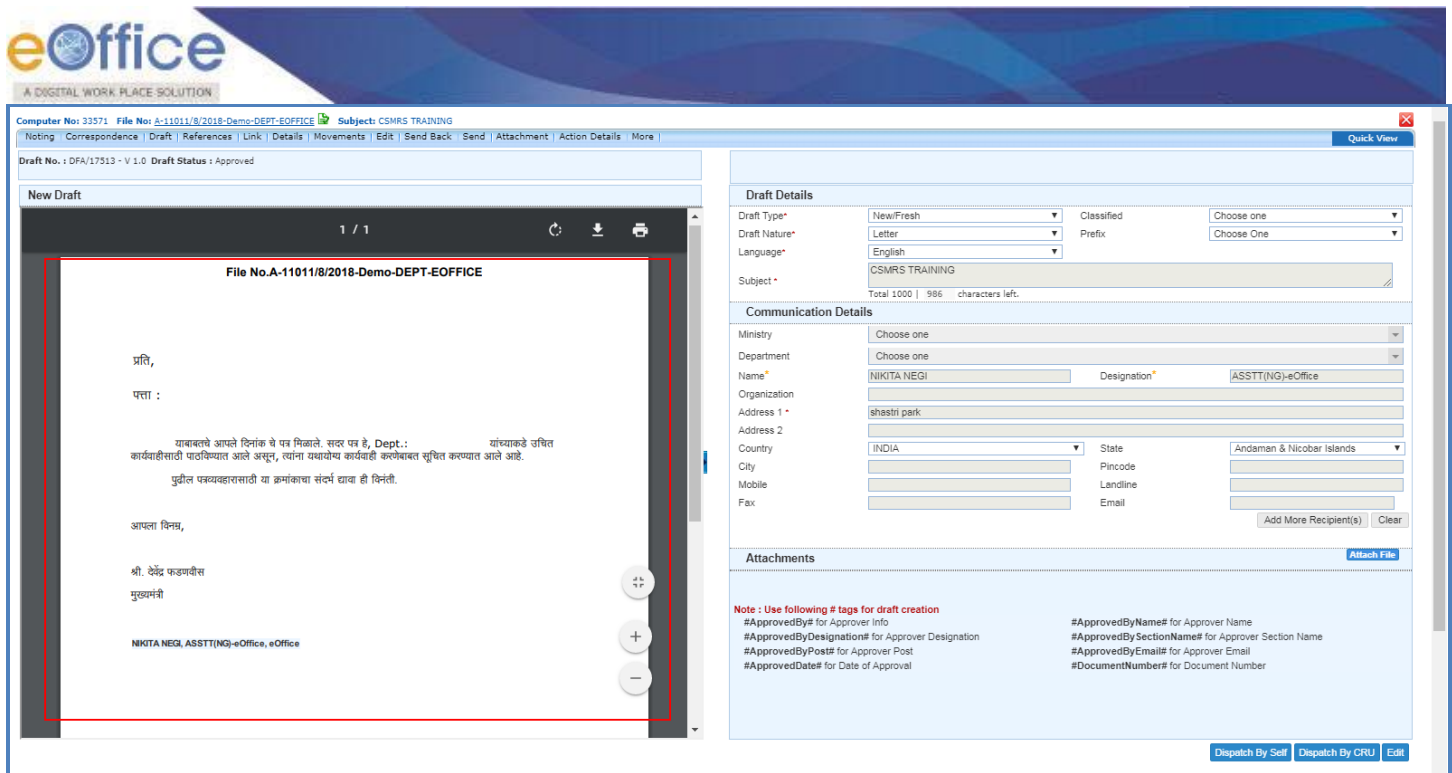 eOffice
A DIGITAL WORK PLACE SOLUTION
Computer No: 33571 File No: A-11011/8/2018-Demo-DEPT-EOFFICE Subject: CSMRS TRAINING
Noting | Correspondence | Draft | References | Link | Details | Movements | Edit | Send Back | Send | Attachment | Action Details | More |
Quick View
Draft No. : DFA/17513 - V 1.0 Draft Status : Approved
New Draft
1 / 1
File No.A-11011/8/2018-Demo-DEPT-EOFFICE
प्रति,
पत्ता :
याबाबतचे आपले दिनांक चे पत्र मिळाले. सदर पत्र हे, Dept.: यांच्याकडे उचित
कार्यवाहीसाठी पाठविण्यात आले असून, त्यांना यथायोग्य कार्यवाही करणेबाबत सूचित करण्यात आले आहे.
पुढील पत्रव्यवहारासाठी या क्रमांकाचा संदर्भ द्यावा ही विनंती.
आपला विनम्र,
श्री. देवेंद्र फडणवीस
मुख्यमंत्री
NIKITA NEGI, ASSTT(NG)-eOffice, eOffice
Draft Details
Draft Type* New/Fresh Classified Choose one
Draft Nature* Letter Prefix Choose One
Language* English
Subject * CSMRS TRAINING
Total 1000 | 986 characters left.
Communication Details
Ministry Choose one
Department Choose one
Name* NIKITA NEGI Designation* ASSTT(NG)-eOffice
Organization
Address 1 * shastri park
Address 2
Country INDIA State Andaman & Nicobar Islands
City Pincode
Mobile Landline
Fax Email
Add More Recipient(s) Clear
Attachments Attach File
Note : Use following # tags for draft creation
#ApprovedBy# for Approver Info #ApprovedByName# for Approver Name
#ApprovedByDesignation# for Approver Designation #ApprovedBySectionName# for Approver Section Name
#ApprovedByPost# for Approver Post #ApprovedByEmail# for Approver Email
#ApprovedDate# for Date of Approval #DocumentNumber# for Document Number
Dispatch By Self Dispatch By CRU Edit